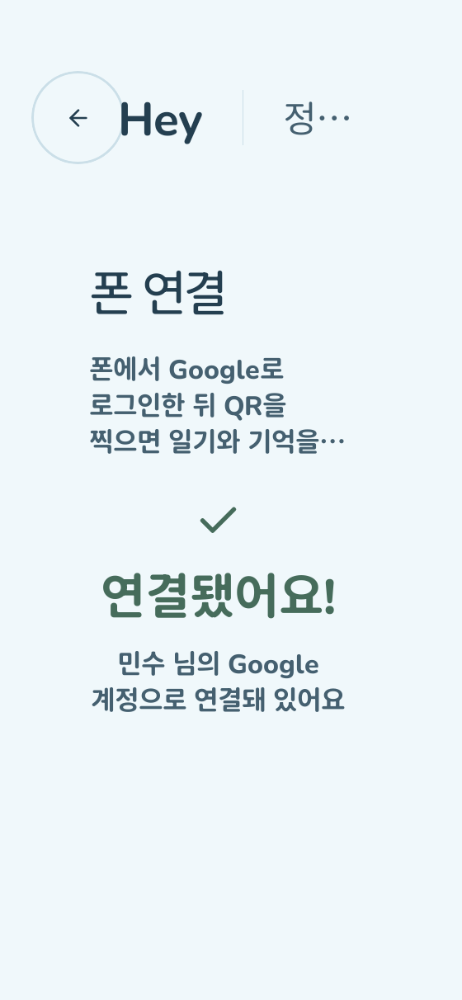 Hey
정…
폰 연결
폰에서 Google로
로그인한 뒤 QR을
찍으면 일기와 기억을…
연결됐어요!
민수 님의 Google
계정으로 연결돼 있어요